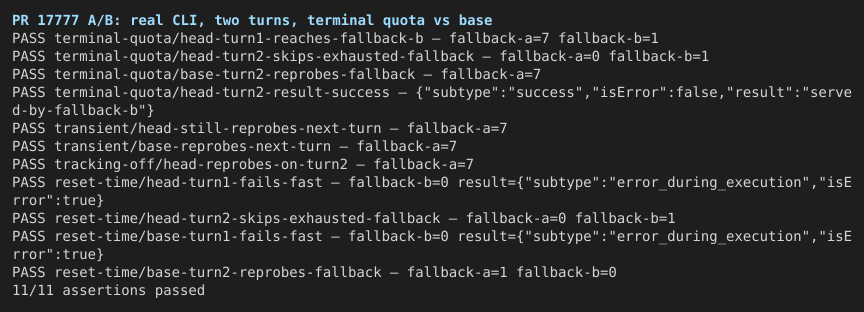 PR 17777 A/B: real CLI, two turns, terminal quota vs base
PASS terminal-quota/head-turn1-reaches-fallback-b — fallback-a=7 fallback-b=1
PASS terminal-quota/head-turn2-skips-exhausted-fallback — fallback-a=0 fallback-b=1
PASS terminal-quota/base-turn2-reprobes-fallback — fallback-a=7
PASS terminal-quota/head-turn2-result-success — {"subtype":"success","isError":false,"result":"serve
d-by-fallback-b"}
PASS transient/head-still-reprobes-next-turn — fallback-a=7
PASS transient/base-reprobes-next-turn — fallback-a=7
PASS tracking-off/head-reprobes-on-turn2 — fallback-a=7
PASS reset-time/head-turn1-fails-fast — fallback-b=0 result={"subtype":"error_during_execution","isE
rror":true}
PASS reset-time/head-turn2-skips-exhausted-fallback — fallback-a=0 fallback-b=1
PASS reset-time/base-turn1-fails-fast — fallback-b=0 result={"subtype":"error_during_execution","isE
rror":true}
PASS reset-time/base-turn2-reprobes-fallback — fallback-a=1 fallback-b=0
11/11 assertions passed